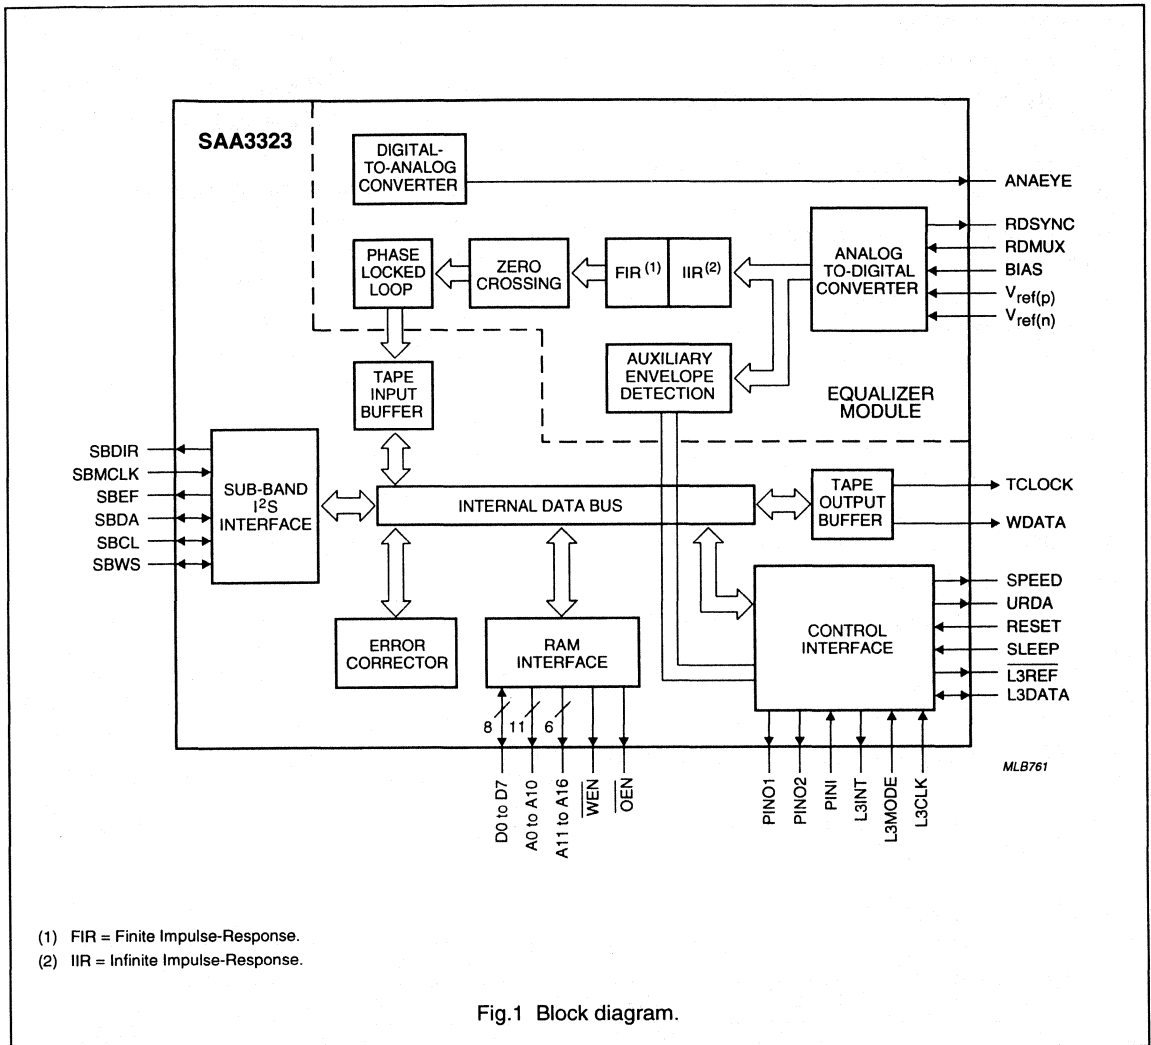 SAA3323
DIGITAL-
TO-ANALOG
CONVERTER
ANAEYE
RDSYNC
RDMUX
BIAS
Vref(p)
Vref(n)
ANALOG
TO-DIGITAL
CONVERTER
PHASE
LOCKED
LOOP
ZERO
CROSSING
FIR (1)
IIR (2)
TAPE
INPUT
BUFFER
AUXILIARY
ENVELOPE
DETECTION
EQUALIZER
MODULE
SBDIR
SBMCLK
SBEF
SBDA
SBCL
SBWS
SUB-BAND
I2S
INTERFACE
INTERNAL DATA BUS
TAPE
OUTPUT
BUFFER
TCLOCK
WDATA
ERROR
CORRECTOR
RAM
INTERFACE
CONTROL
INTERFACE
SPEED
URDA
RESET
SLEEP
L3REF
L3DATA
8
11
6
D0 to D7
A0 to A10
A11 to A16
WEN
OEN
PINO1
PINO2
PINI
L3INT
L3MODE
L3CLK
MLB761
(1) FIR = Finite Impulse-Response.
(2) IIR = Infinite Impulse-Response.
Fig.1 Block diagram.